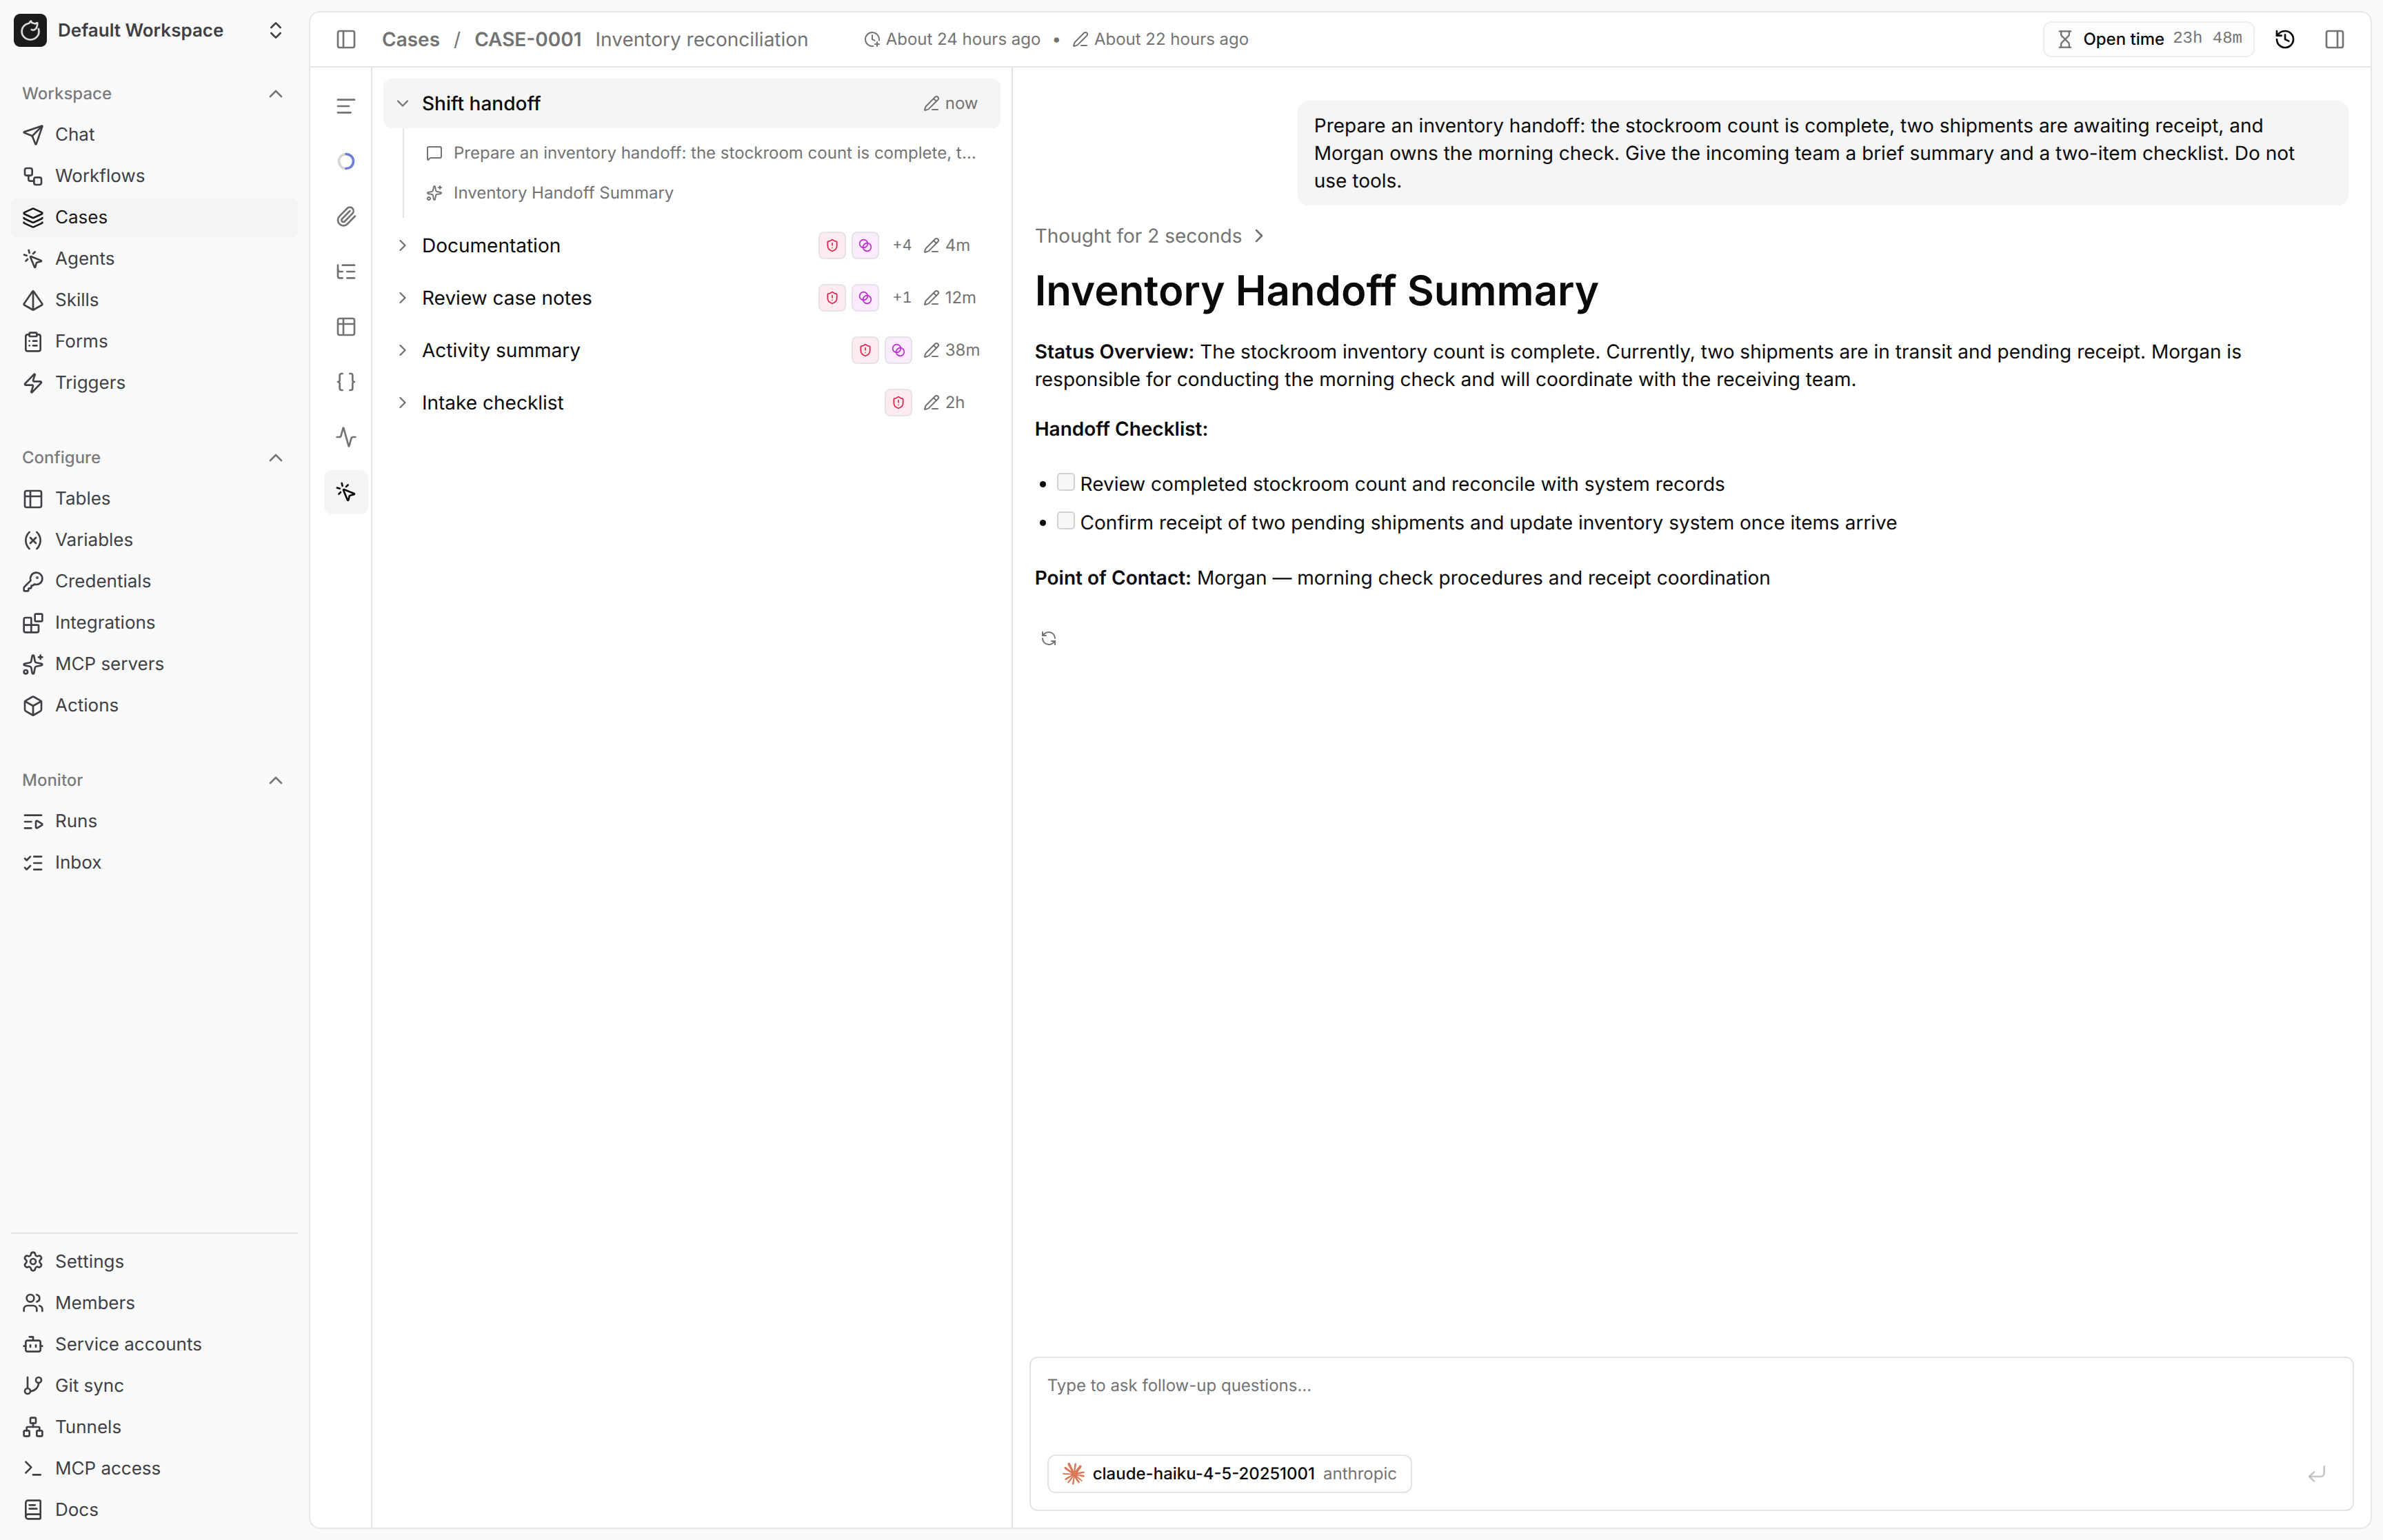 Default Workspace
Workspace
Chat
Workflows
Cases
Agents
Skills
Forms
Triggers
Configure
Tables
Variables
Credentials
Integrations
MCP servers
Actions
Monitor
Runs
Inbox
Settings
Members
Service accounts
Git sync
Tunnels
MCP access
Docs
Cases / CASE-0001 Inventory reconciliation About 24 hours ago • About 22 hours ago
Open time 23h 48m
Shift handoff now
Prepare an inventory handoff: the stockroom count is complete, t...
Inventory Handoff Summary
Documentation +4 4m
Review case notes +1 12m
Activity summary 38m
Intake checklist 2h
Prepare an inventory handoff: the stockroom count is complete, two shipments are awaiting receipt, and
Morgan owns the morning check. Give the incoming team a brief summary and a two-item checklist. Do not
use tools.
Thought for 2 seconds
Inventory Handoff Summary
Status Overview: The stockroom inventory count is complete. Currently, two shipments are in transit and pending receipt. Morgan is
responsible for conducting the morning check and will coordinate with the receiving team.
Handoff Checklist:
• Review completed stockroom count and reconcile with system records
• Confirm receipt of two pending shipments and update inventory system once items arrive
Point of Contact: Morgan — morning check procedures and receipt coordination
Type to ask follow-up questions...
claude-haiku-4-5-20251001 anthropic